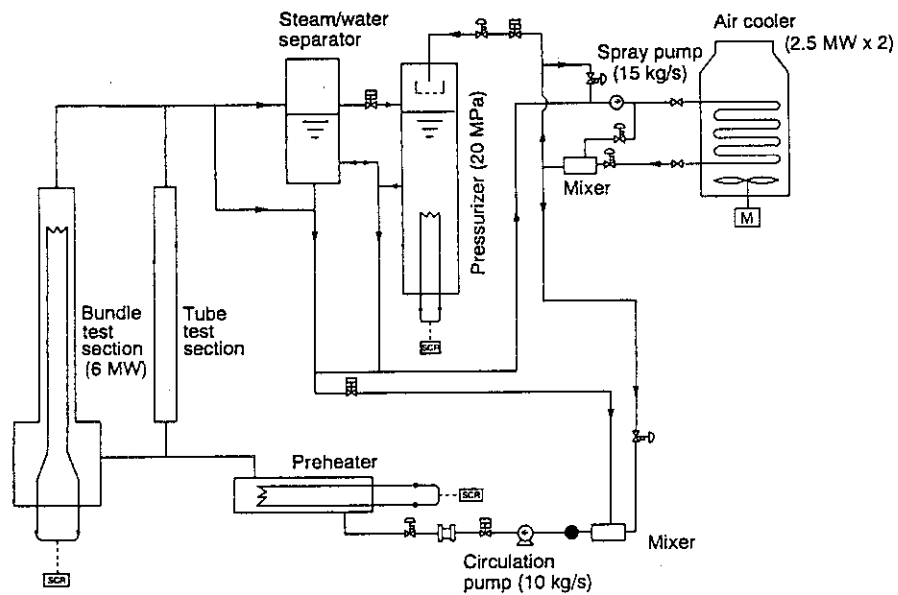 Steam/water
separator
Air cooler
(2.5 MW x 2)
Spray pump
(15 kg/s)
Pressurizer (20 MPa)
Mixer
M
Bundle
test
section
(6 MW)
Tube
test
section
SCR
Preheater
SCR
Circulation
pump (10 kg/s)
Mixer
SCR